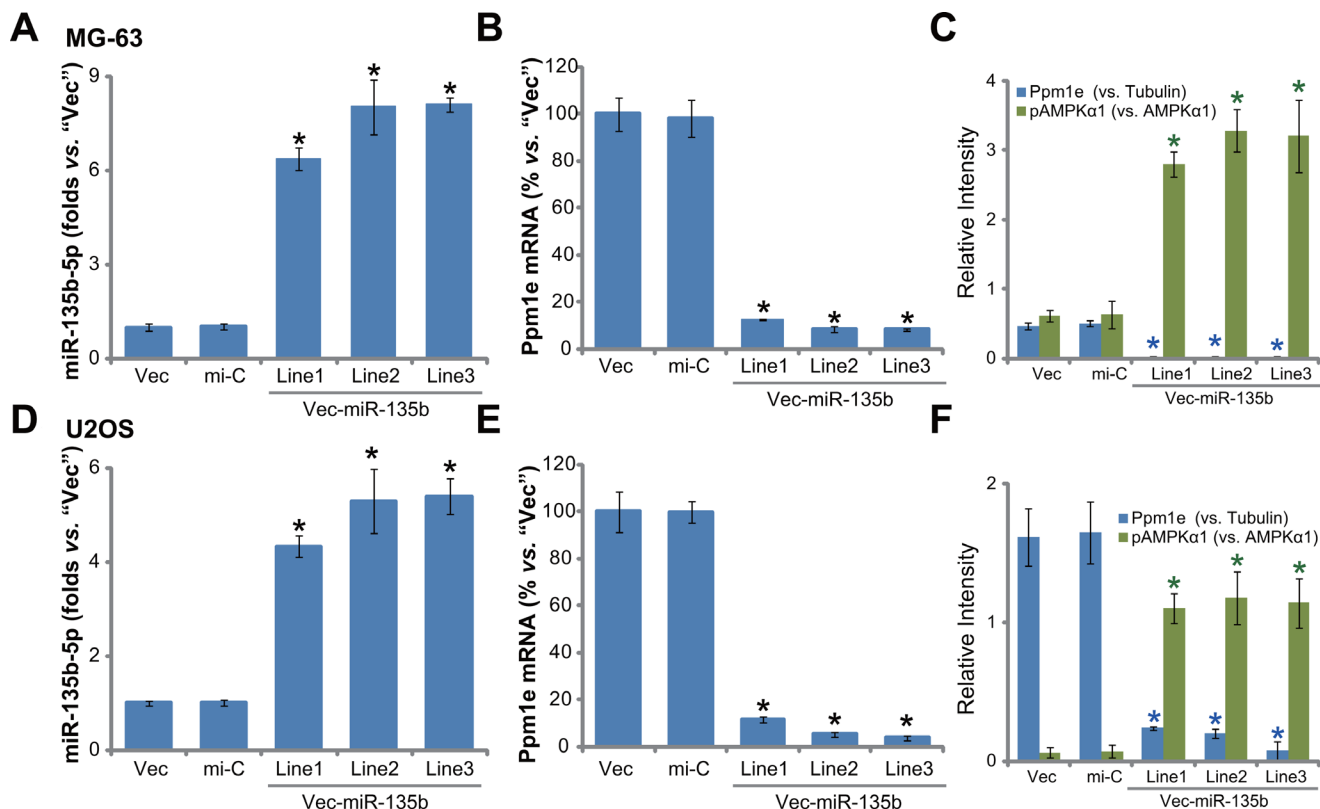 A
MG-63
miR-135b-5p (folds vs. “Vec”)
9
6
3
0
*
*
*
Vec
mi-C
Line1
Line2
Line3
Vec-miR-135b
B
Ppm1e mRNA (% vs. “Vec”)
120
100
80
60
40
20
0
*
*
*
Vec
mi-C
Line1
Line2
Line3
Vec-miR-135b
C
Relative Intensity
4
3
2
1
0
Ppm1e (vs. Tubulin)
pAMPKα1 (vs. AMPKα1)
*
*
*
*
*
*
Vec
mi-C
Line1
Line2
Line3
Vec-miR-135b
D
U2OS
miR-135b-5p (folds vs. “Vec”)
6
4
2
0
*
*
*
Vec
mi-C
Line1
Line2
Line3
Vec-miR-135b
E
Ppm1e mRNA (% vs. “Vec”)
120
100
80
60
40
20
0
*
*
*
Vec
mi-C
Line1
Line2
Line3
Vec-miR-135b
F
Relative Intensity
2
1
0
Ppm1e (vs. Tubulin)
pAMPKα1 (vs. AMPKα1)
*
*
*
*
*
*
Vec
mi-C
Line1
Line2
Line3
Vec-miR-135b